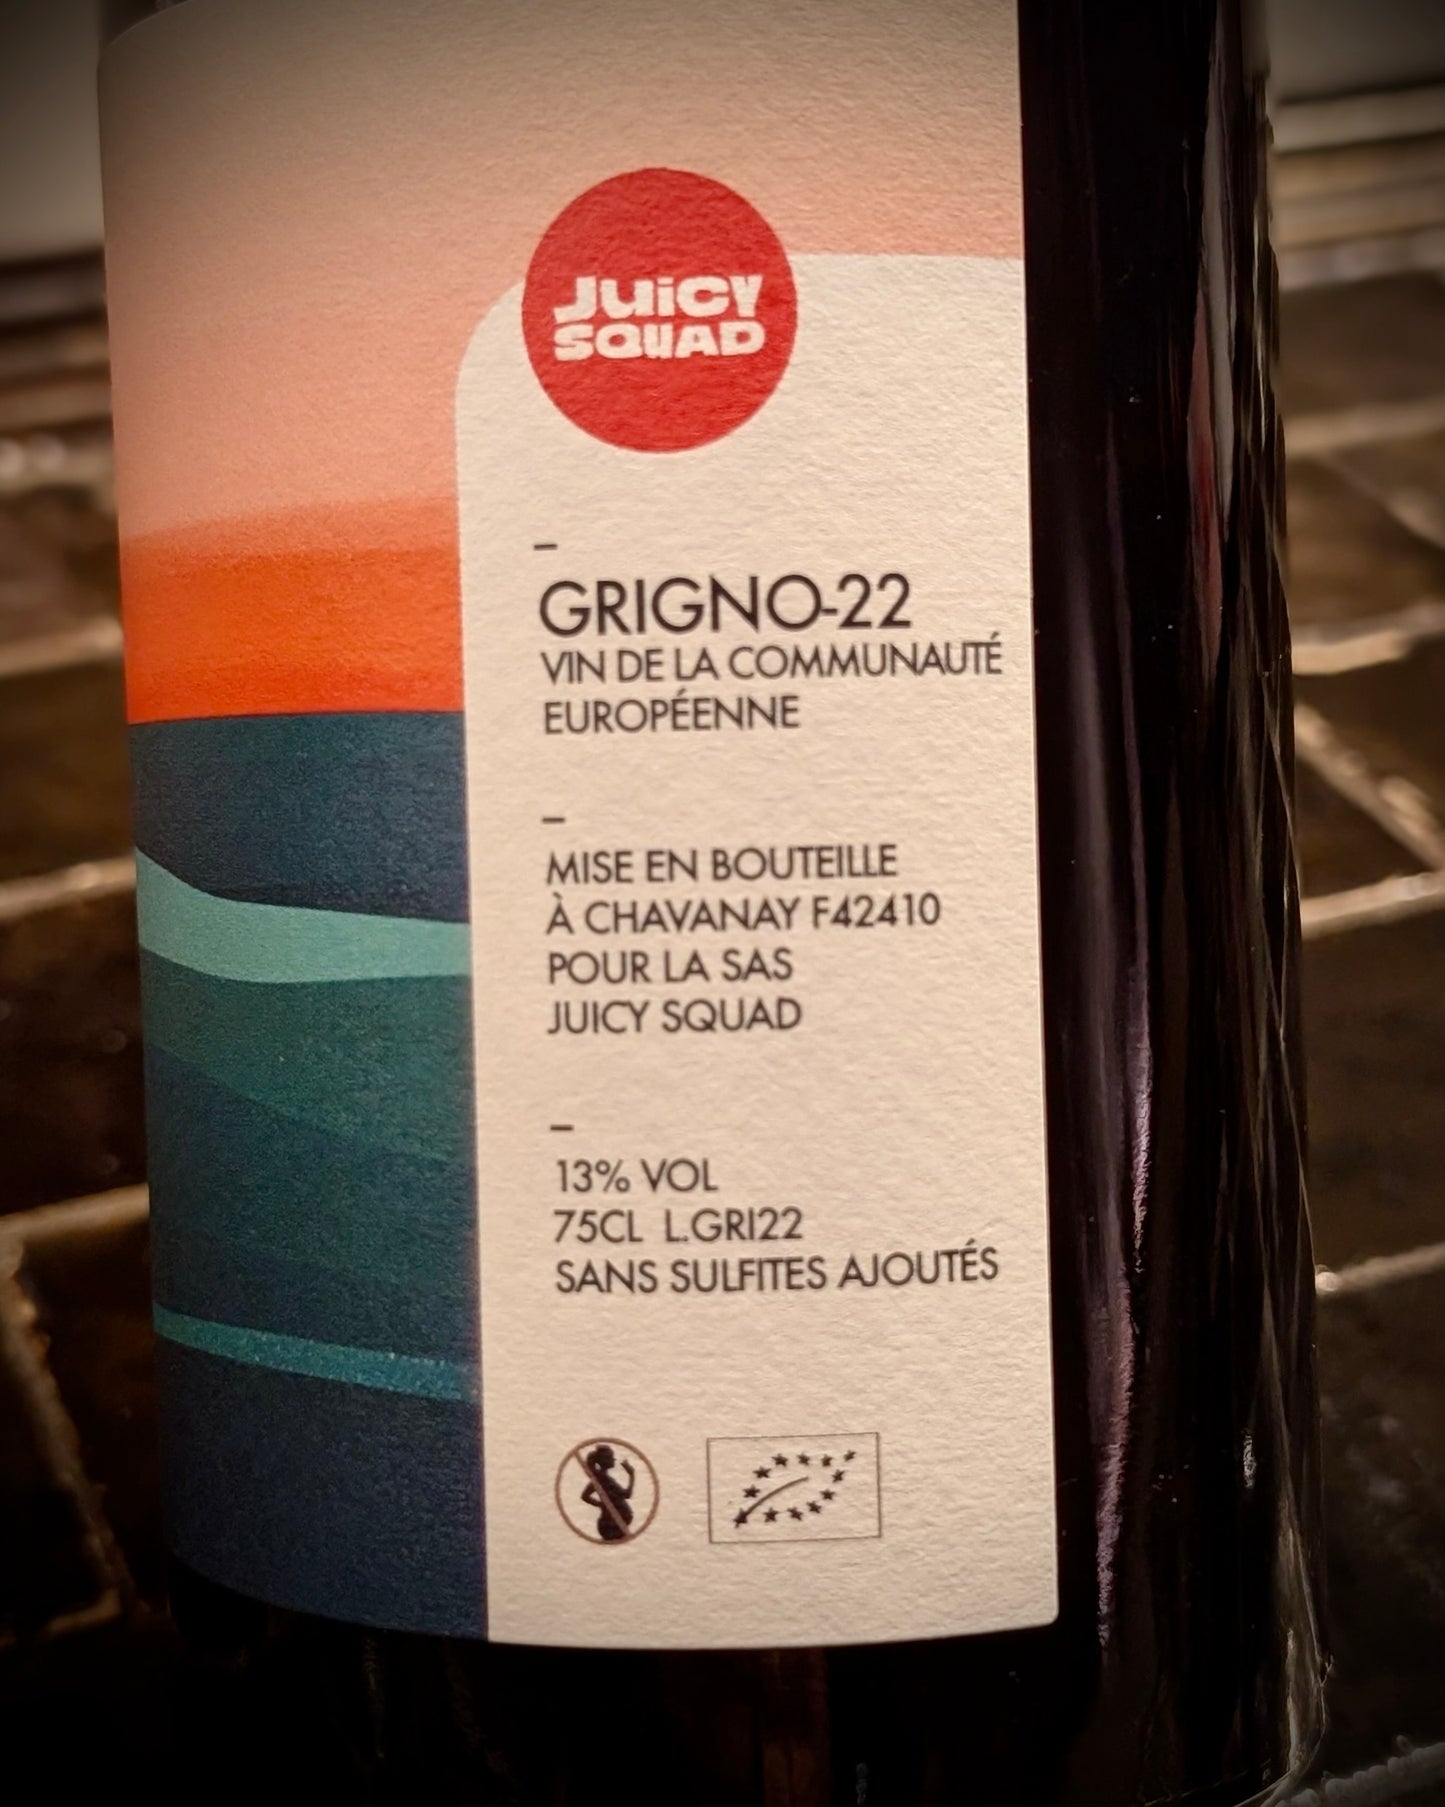 JUICY
SQUAD
–
GRIGNO-22
VIN DE LA COMMUNAUTÉ
EUROPÉENNE
–
MISE EN BOUTEILLE
À CHAVANAY F42410
POUR LA SAS
JUICY SQUAD
–
13% VOL
75CL L.GRI22
SANS SULFITES AJOUTÉS